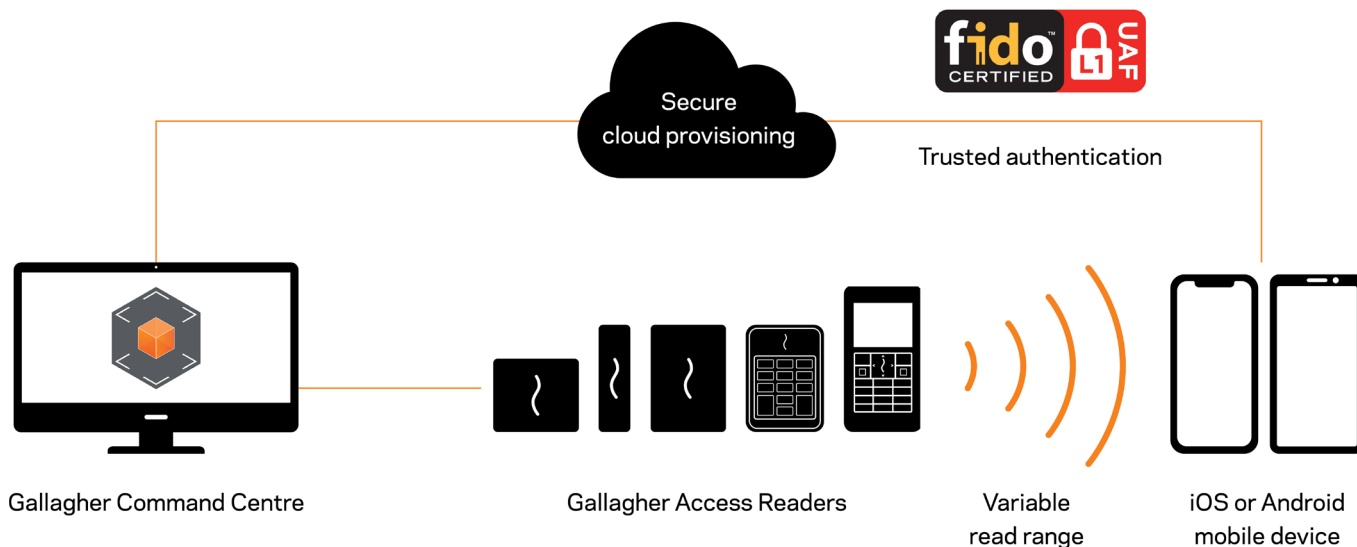 fido
CERTIFIED
L1
UAF
Secure
cloud provisioning
Trusted authentication
Gallagher Command Centre
Gallagher Access Readers
Variable
read range
iOS or Android
mobile device